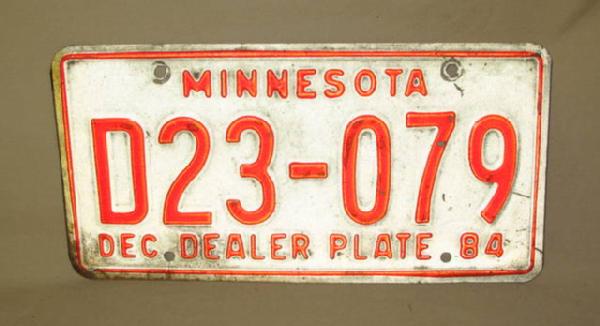 MINNESOTA
D23-079
DEC DEALER PLATE 84